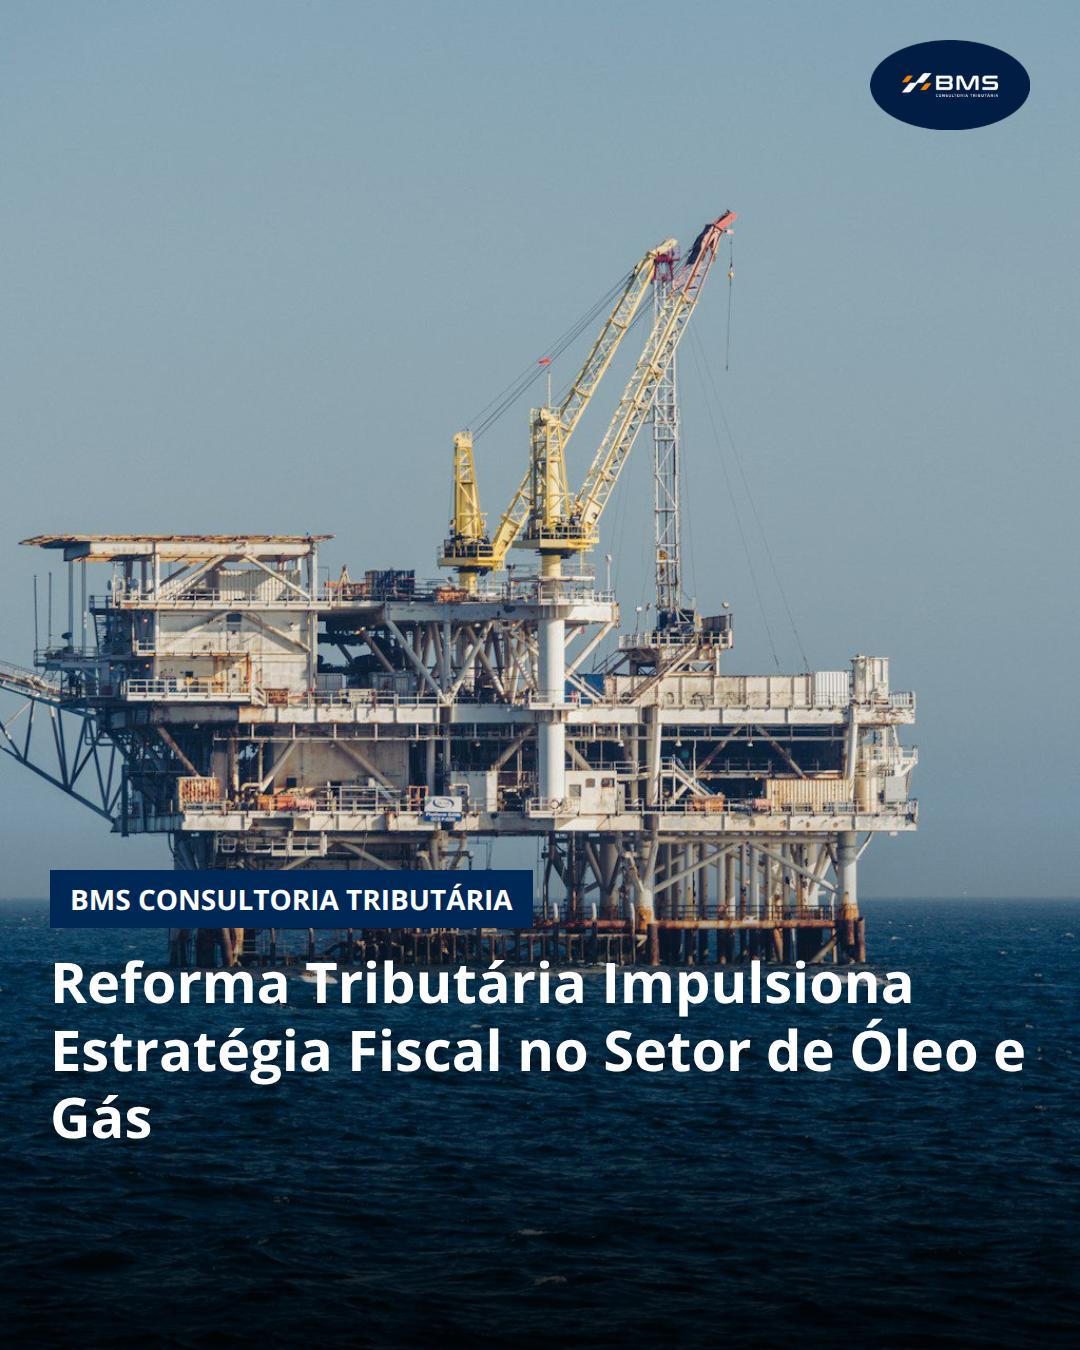 BMS
CONSULTORIA TRIBUTÁRIA
BMS CONSULTORIA TRIBUTÁRIA
Reforma Tributária Impulsiona
Estratégia Fiscal no Setor de Óleo e
Gás